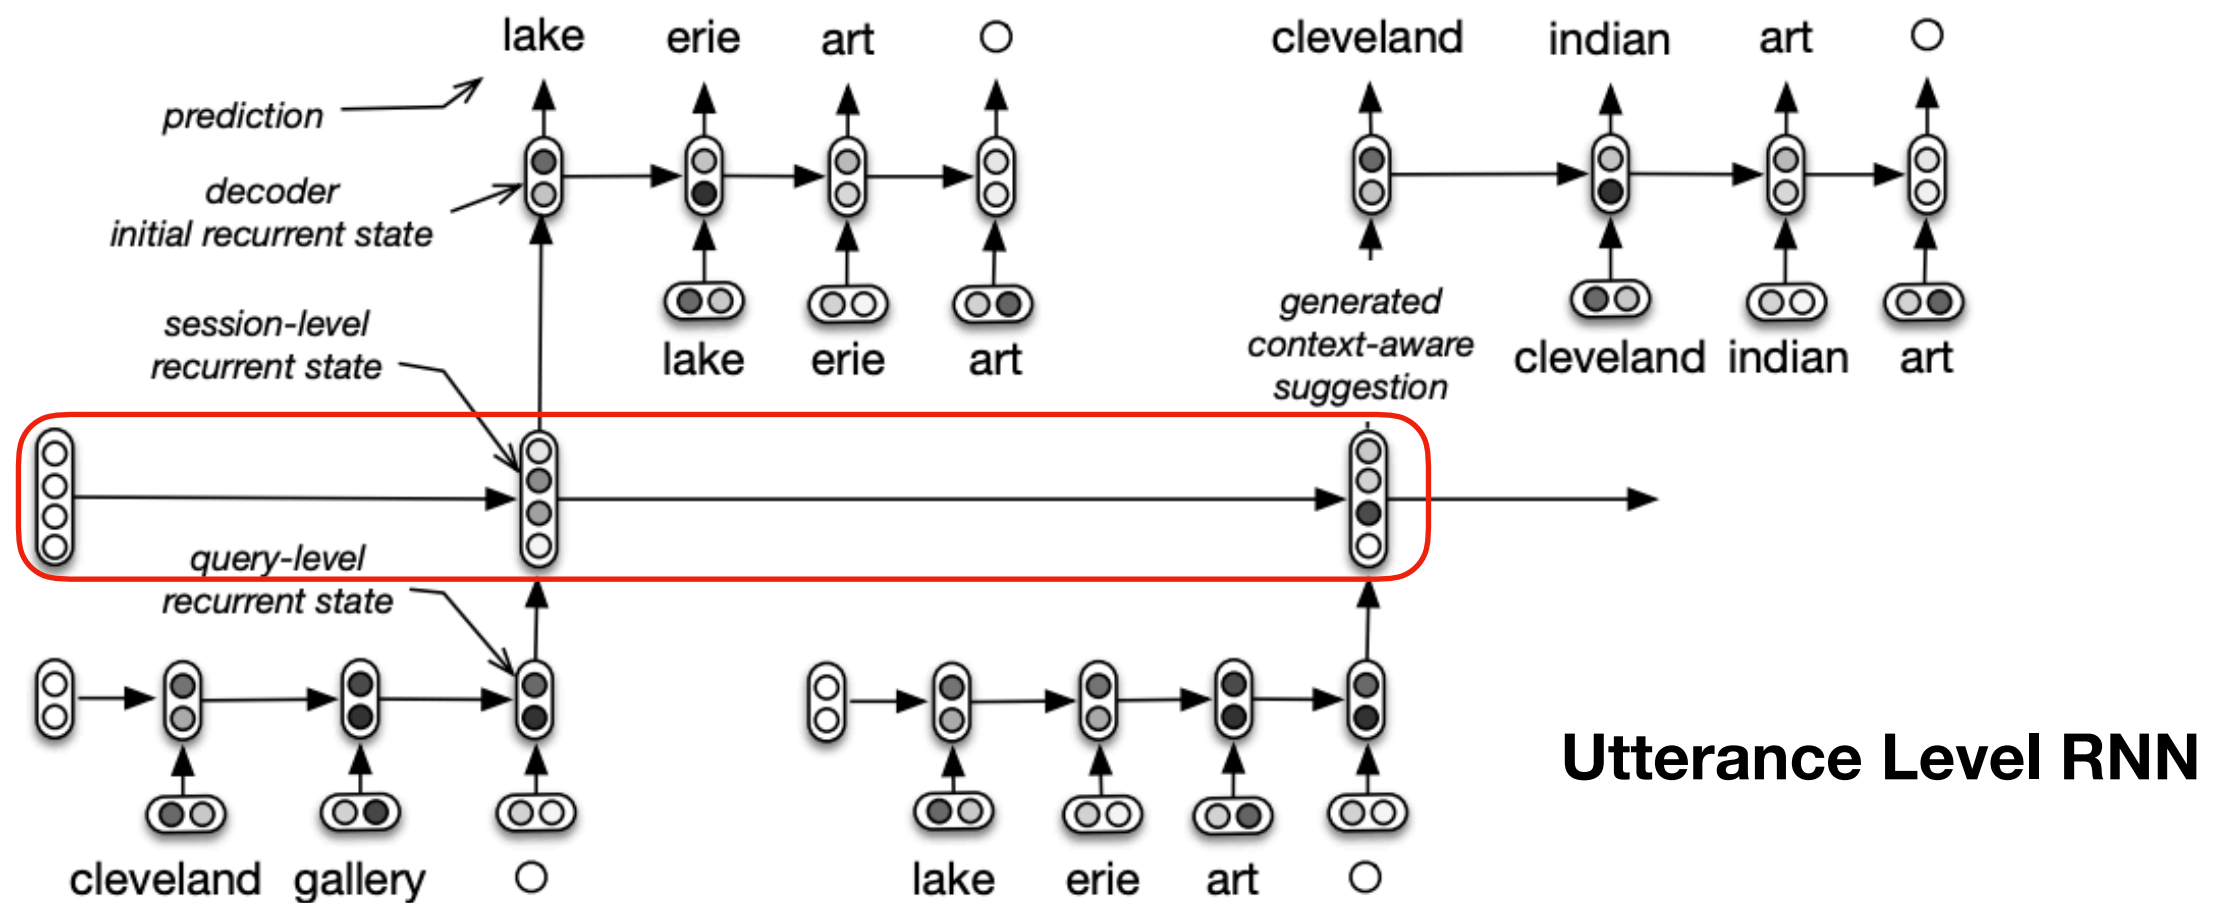 lake erie art
cleveland indian art
prediction
decoder
initial recurrent state
session-level
recurrent state
lake erie art
generated
context-aware
suggestion
cleveland indian art
query-level
recurrent state
Utterance Level RNN
cleveland gallery
lake erie art